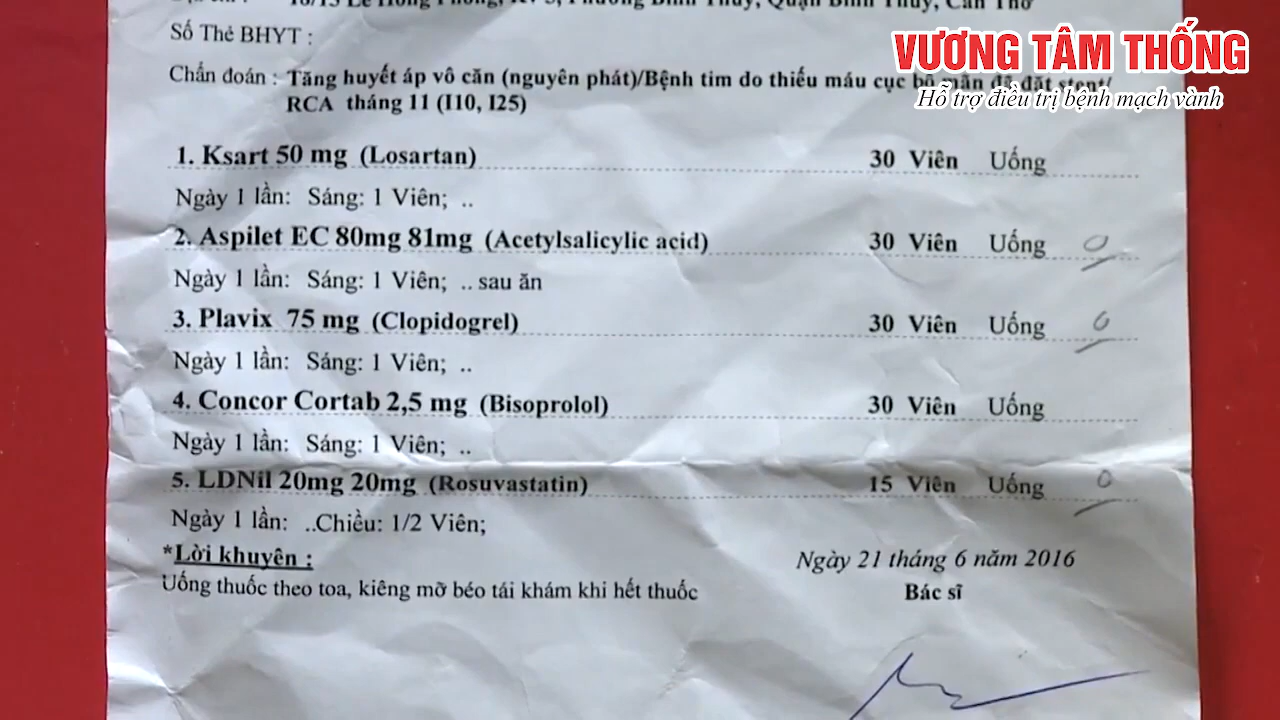 Số Thẻ BHYT :
VƯƠNG TÂM THỐNG
Hỗ trợ điều trị bệnh mạch vành
Chẩn đoán : Tăng huyết áp vô căn (nguyên phát)/Bệnh tim do thiếu máu cục bộ mãn đã đặt stent/
RCA tháng 11 (I10, I25)
1. Ksart 50 mg (Losartan) 30 Viên Uống
Ngày 1 lần: Sáng: 1 Viên; ..
2. Aspilet EC 80mg 81mg (Acetylsalicylic acid) 30 Viên Uống 0
Ngày 1 lần: Sáng: 1 Viên; .. sau ăn
3. Plavix 75 mg (Clopidogrel) 30 Viên Uống
Ngày 1 lần: Sáng: 1 Viên; ..
4. Concor Cortab 2,5 mg (Bisoprolol) 30 Viên Uống
Ngày 1 lần: Sáng: 1 Viên; ..
5. LDNil 20mg 20mg (Rosuvastatin) 15 Viên Uống 0
Ngày 1 lần: ..Chiều: 1/2 Viên;
*Lời khuyên :
Uống thuốc theo toa, kiêng mỡ béo tái khám khi hết thuốc
Ngày 21 tháng 6 năm 2016
Bác sĩ